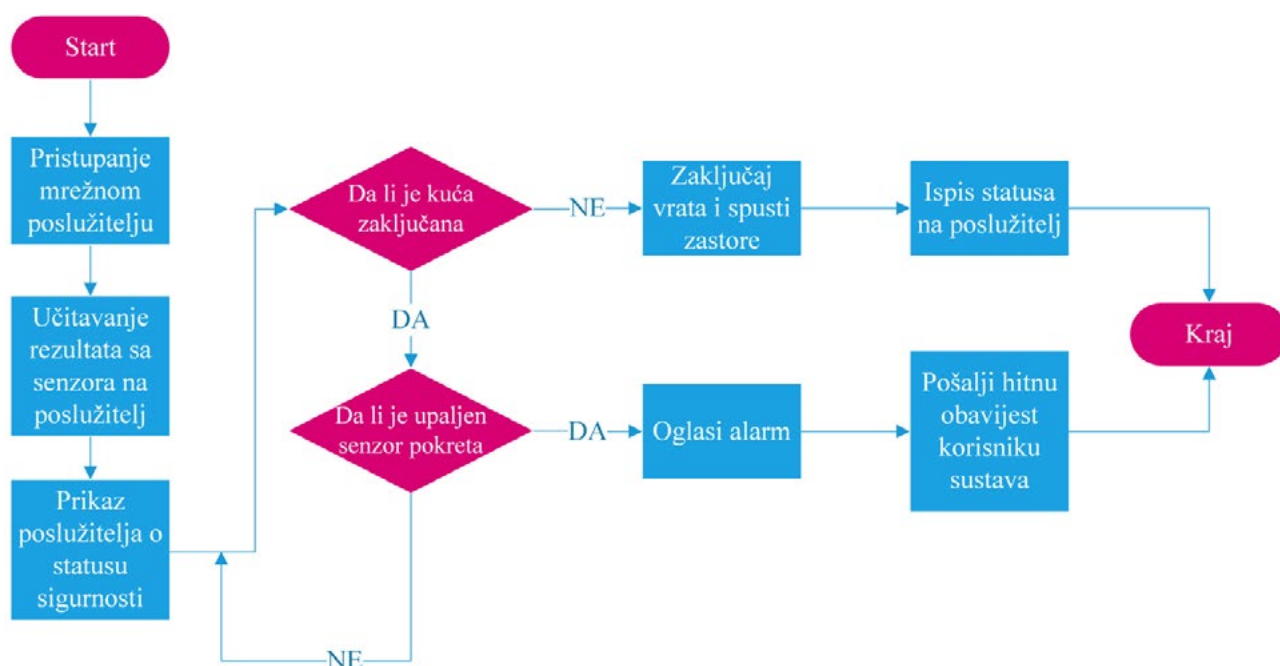 Start
Pristupanje
mrežnom
poslužitelju
Učitavanje
rezultata sa
senzora na
poslužitelj
Prikaz
poslužitelja o
statusu
sigurnosti
Da li je kuća
zaključana
NE
Zaključaj
vrata i spusti
zastore
Ispis statusa
na poslužitelj
DA
Da li je upaljen
senzor pokreta
DA
Oglasi alarm
Pošalji hitnu
obavijest
korisniku
sustava
Kraj
NE